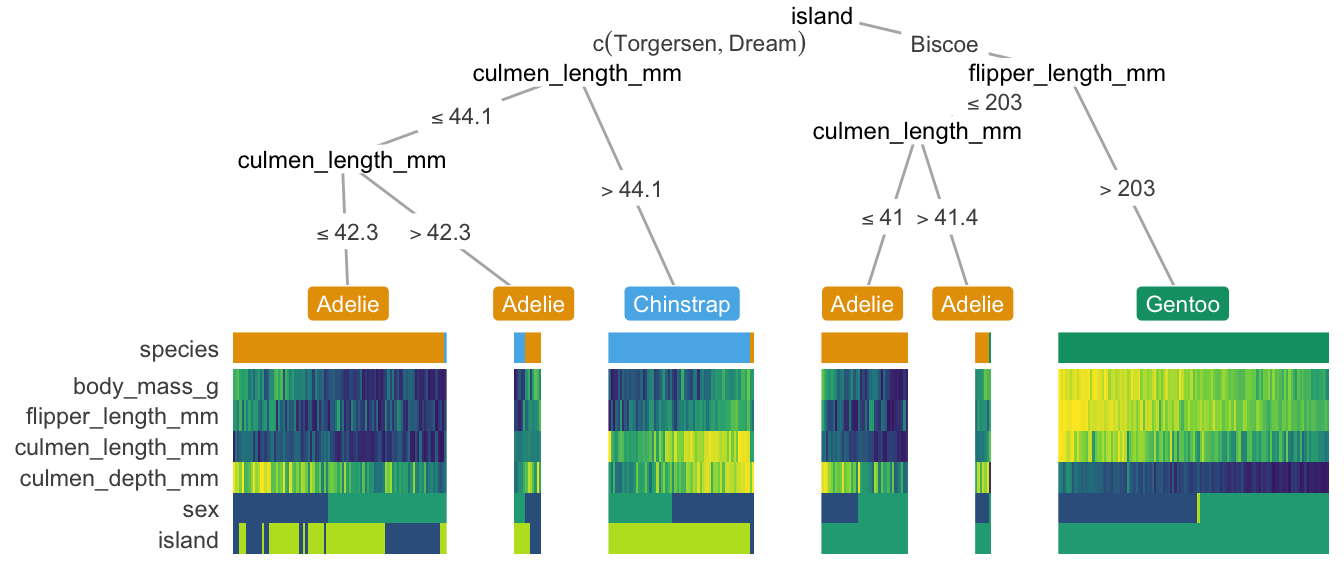 island
c(Torgersen, Dream)
Biscoe
culmen_length_mm
flipper_length_mm
≤ 44.1
≤ 203
culmen_length_mm
culmen_length_mm
> 44.1
> 203
≤ 42.3
> 42.3
≤ 41
> 41.4
Adelie
Adelie
Chinstrap
Adelie
Adelie
Gentoo
species
body_mass_g
flipper_length_mm
culmen_length_mm
culmen_depth_mm
sex
island